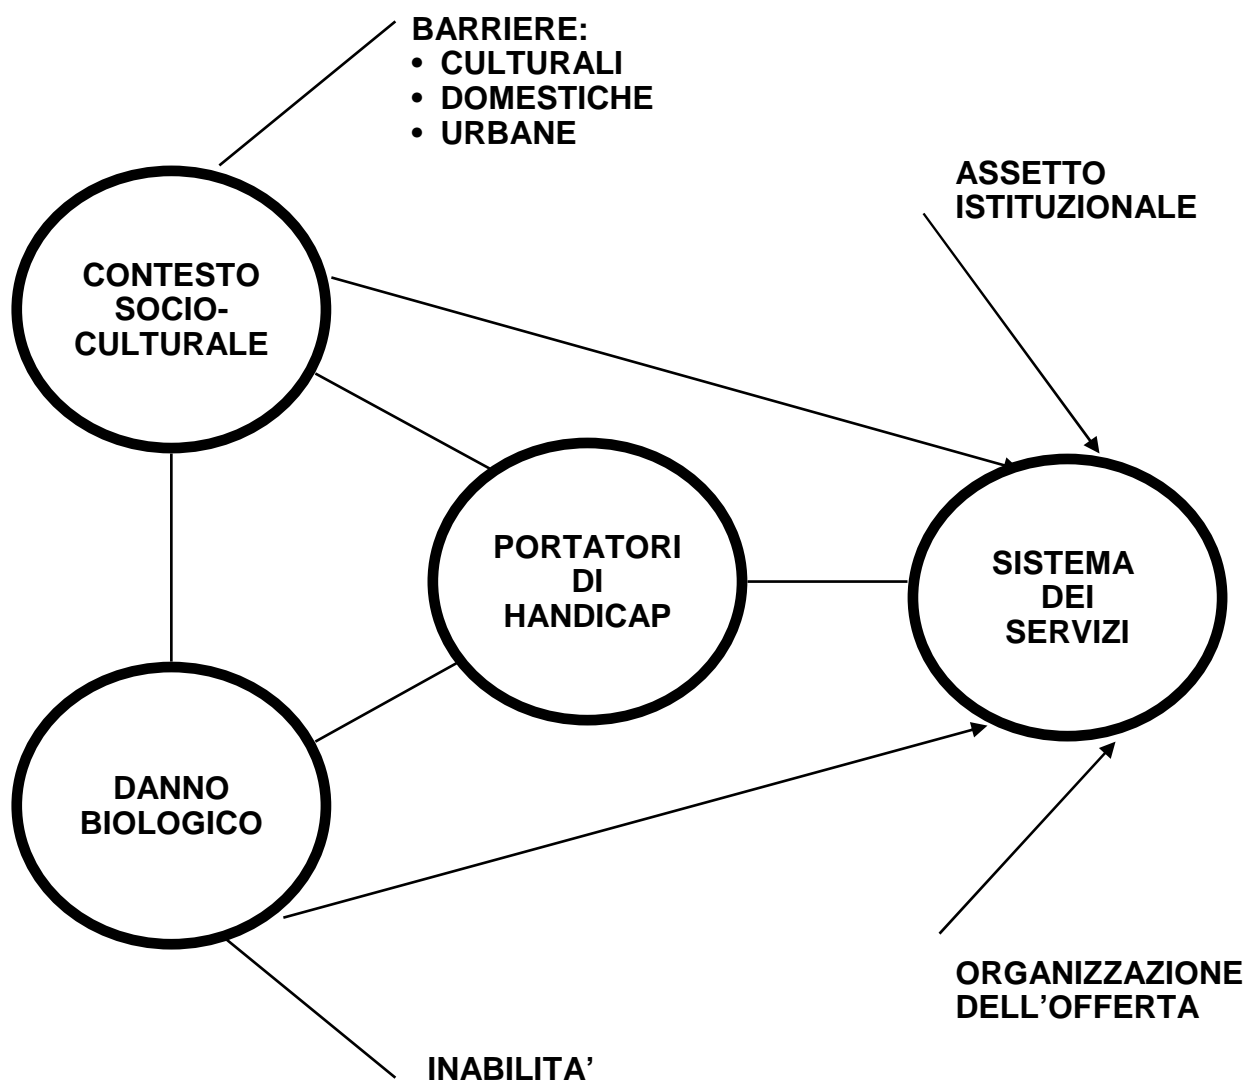 BARRIERE:
• CULTURALI
• DOMESTICHE
• URBANE
ASSETTO
ISTITUZIONALE
CONTESTO
SOCIO-
CULTURALE
PORTATORI
DI
HANDICAP
SISTEMA
DEI
SERVIZI
DANNO
BIOLOGICO
ORGANIZZAZIONE
DELL’OFFERTA
INABILITA’